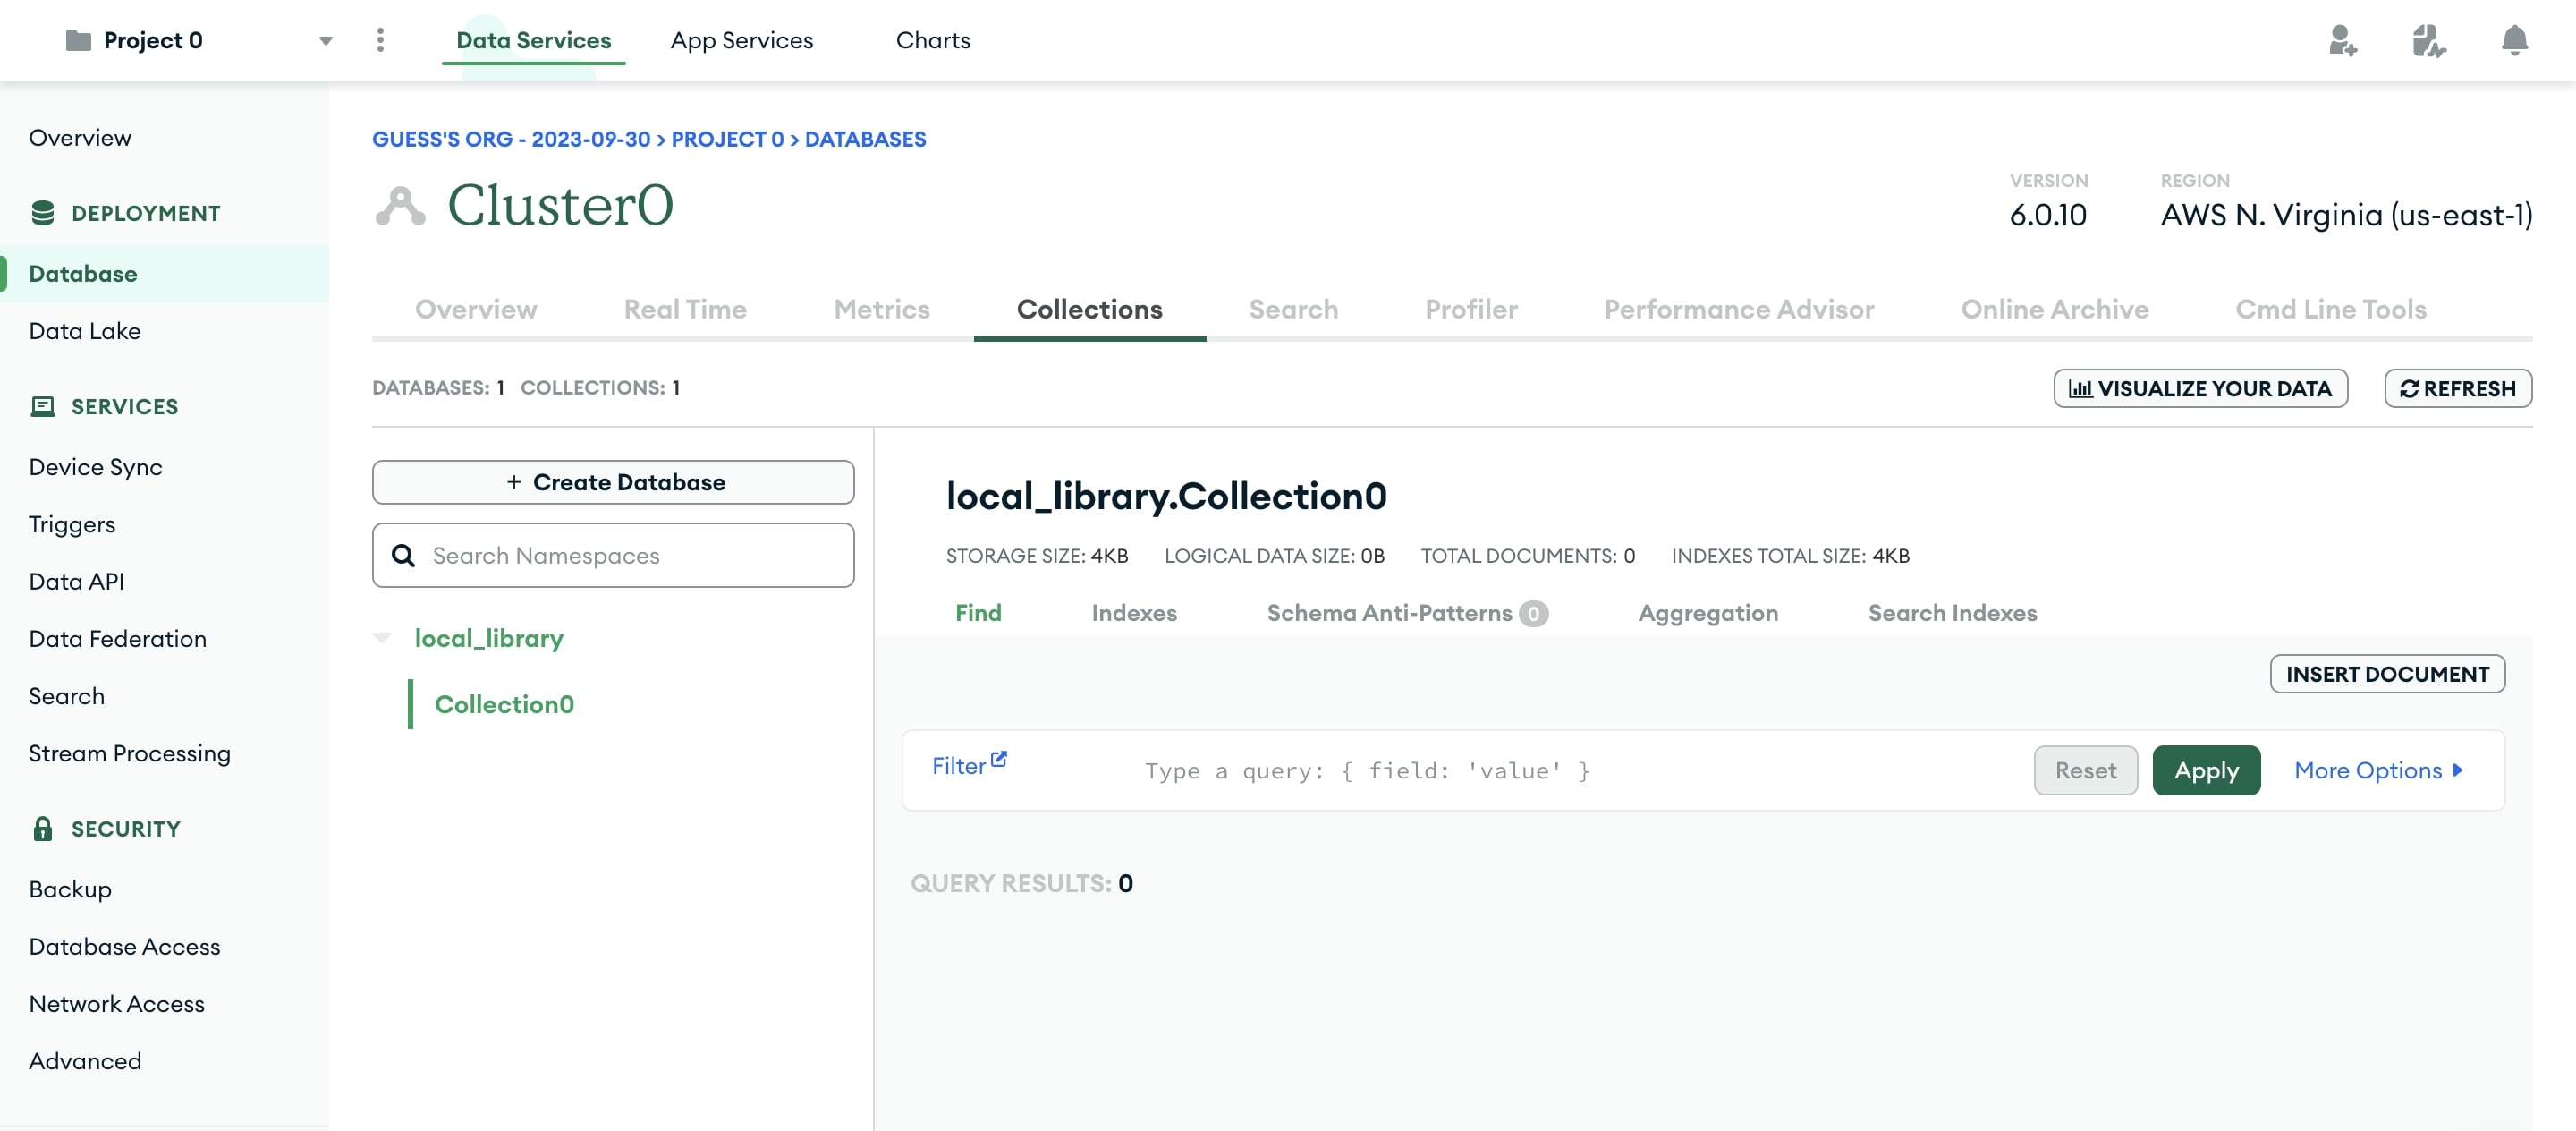 Project 0
Data Services
App Services
Charts
Overview
DEPLOYMENT
Database
Data Lake
SERVICES
Device Sync
Triggers
Data API
Data Federation
Search
Stream Processing
SECURITY
Backup
Database Access
Network Access
Advanced
GUESS'S ORG - 2023-09-30 > PROJECT 0 > DATABASES
Cluster0
VERSION
6.0.10
REGION
AWS N. Virginia (us-east-1)
Overview
Real Time
Metrics
Collections
Search
Profiler
Performance Advisor
Online Archive
Cmd Line Tools
DATABASES: 1 COLLECTIONS: 1
VISUALIZE YOUR DATA
REFRESH
+ Create Database
Search Namespaces
local_library
Collection0
local_library.Collection0
STORAGE SIZE: 4KB LOGICAL DATA SIZE: 0B TOTAL DOCUMENTS: 0 INDEXES TOTAL SIZE: 4KB
Find
Indexes
Schema Anti-Patterns 0
Aggregation
Search Indexes
INSERT DOCUMENT
Filter
Type a query: { field: 'value' }
Reset
Apply
More Options
QUERY RESULTS: 0